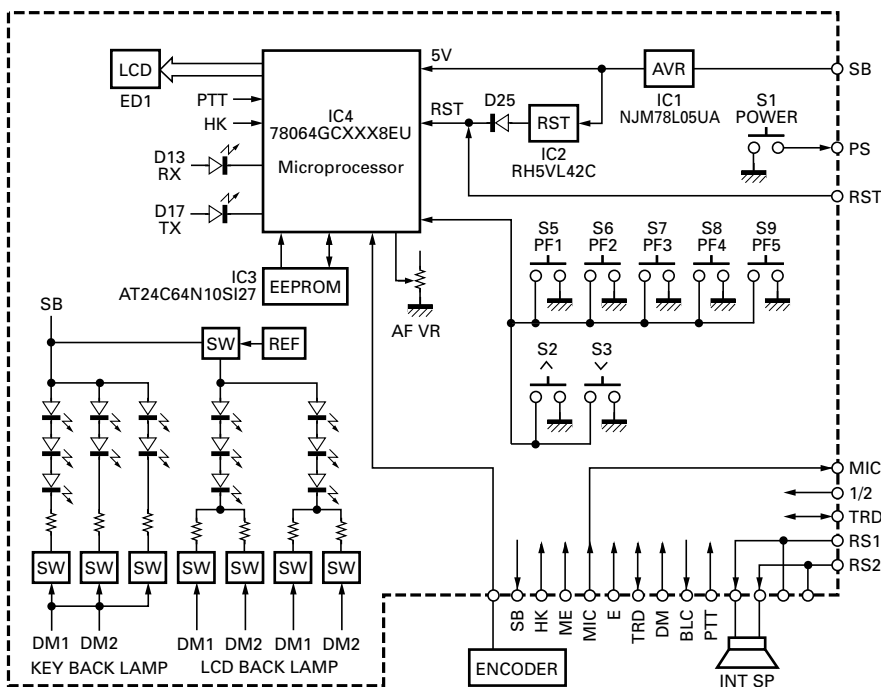 LCD
ED1
PTT
HK
D13
RX
D17
TX
IC4
78064GCXXX8EU
Microprocessor
5V
RST
D25
RST
IC2
RH5VL42C
AVR
IC1
NJM78L05UA
S1
POWER
SB
PS
RST
IC3
AT24C64N10SI27
EEPROM
AF VR
S5
PF1
S6
PF2
S7
PF3
S8
PF4
S9
PF5
S2
^
S3
⌵
SB
SW
REF
SW
SW
SW
SW
SW
SW
SW
DM1
DM2
DM1
DM2
DM1
DM2
KEY BACK LAMP
LCD BACK LAMP
MIC
1/2
TRD
RS1
RS2
SB
HK
ME
MIC
E
TRD
DM
BLC
PTT
ENCODER
INT SP